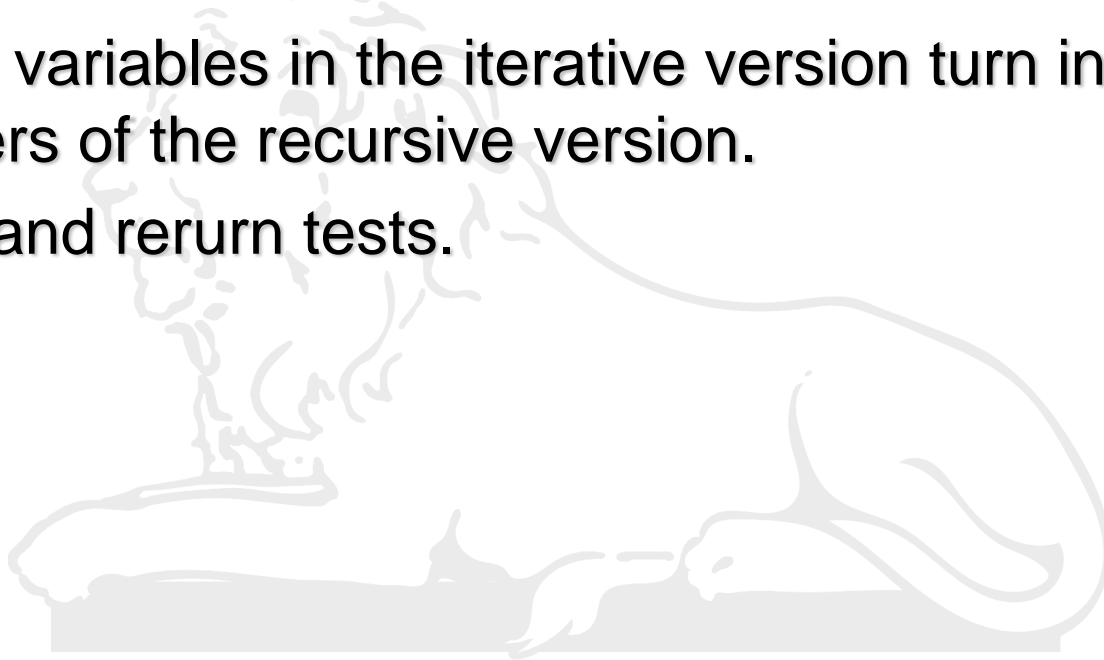 variables in the iterative version turn in
ers of the recursive version.
and rerurn tests.